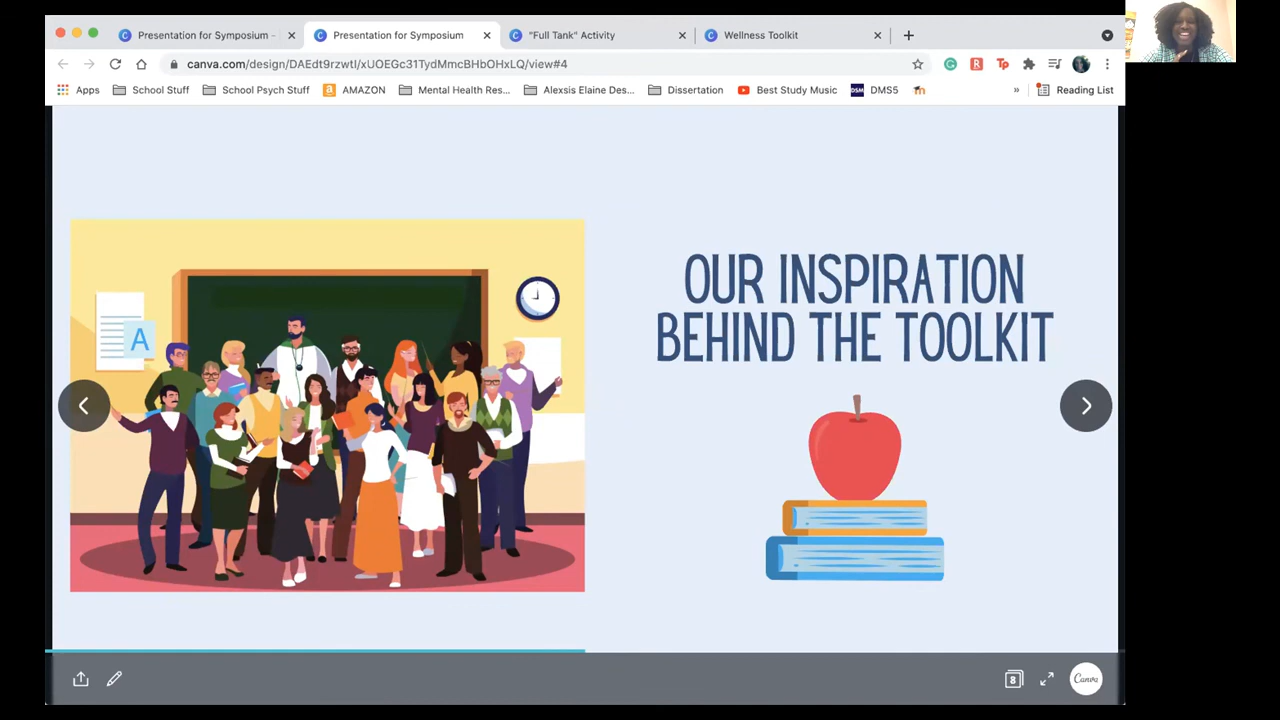 Presentation for Symposium –
Presentation for Symposium
"Full Tank" Activity
Wellness Toolkit
canva.com/design/DAEdt9rzwtI/xUOEGc311YdMmcBHbOHxLQ/view#4
Apps
School Stuff
School Psych Stuff
AMAZON
Mental Health Res...
Alexsis Elaine Des...
Dissertation
Best Study Music
DSM
DMS5
»
Reading List
A
OUR INSPIRATION
BEHIND THE TOOLKIT
8
Canva